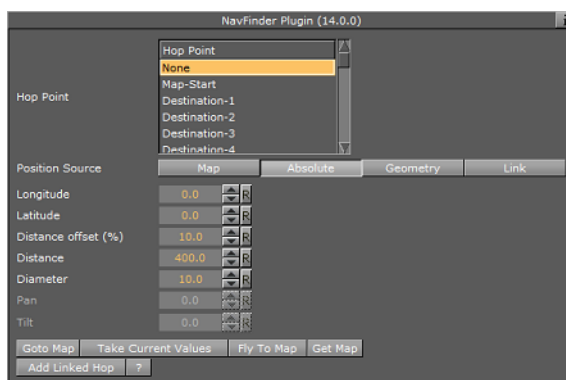 NavFinder Plugin (14.0.0)
Hop Point
Hop Point
None
Map-Start
Destination-1
Destination-2
Destination-3
Destination-4
Position Source Map Absolute Geometry Link
Longitude 0.0 R
Latitude 0.0 R
Distance offset (%) 10.0 R
Distance 400.0 R
Diameter 10.0 R
Pan 0.0 R
Tilt 0.0 R
Goto Map Take Current Values Fly To Map Get Map
Add Linked Hop ?